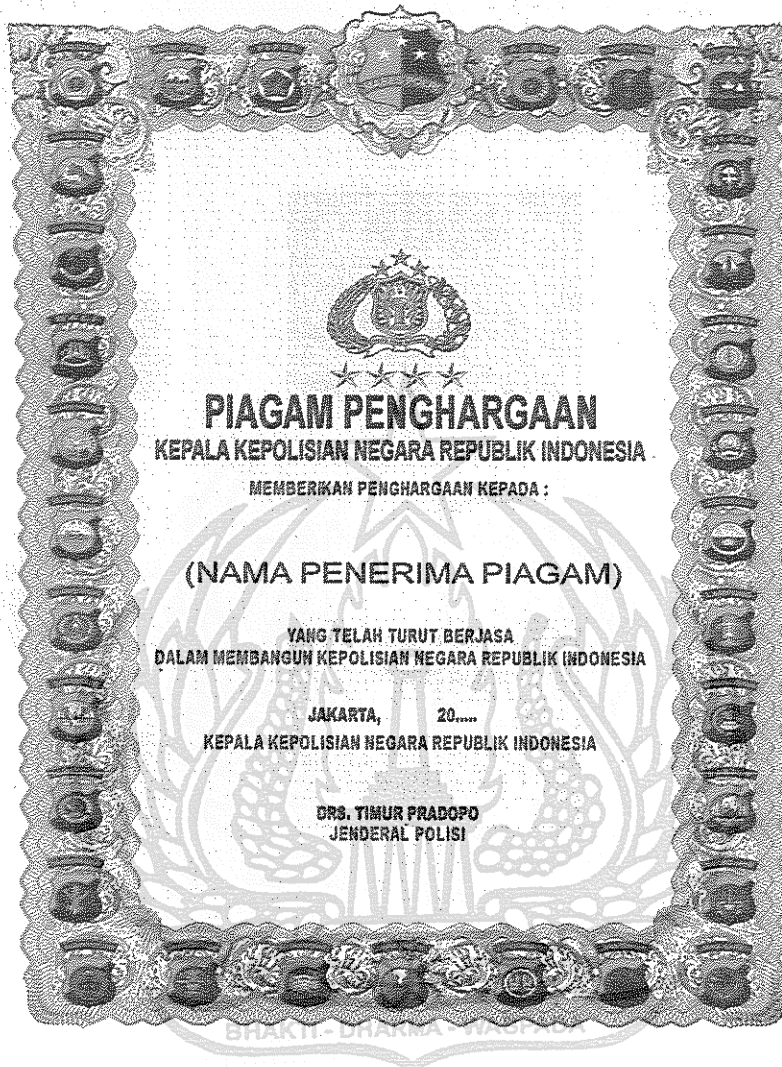 PIAGAM PENGHARGAAN
KEPALA KEPOLISIAN NEGARA REPUBLIK INDONESIA
MEMBERIKAN PENGHARGAAN KEPADA :
(NAMA PENERIMA PIAGAM)
YANG TELAH TURUT BERJASA
DALAM MEMBANGUN KEPOLISIAN NEGARA REPUBLIK INDONESIA
JAKARTA, 20.....
KEPALA KEPOLISIAN NEGARA REPUBLIK INDONESIA
DRS. TIMUR PRADOPO
JENDERAL POLISI
BHAKTI - DHARMA - WASPADA